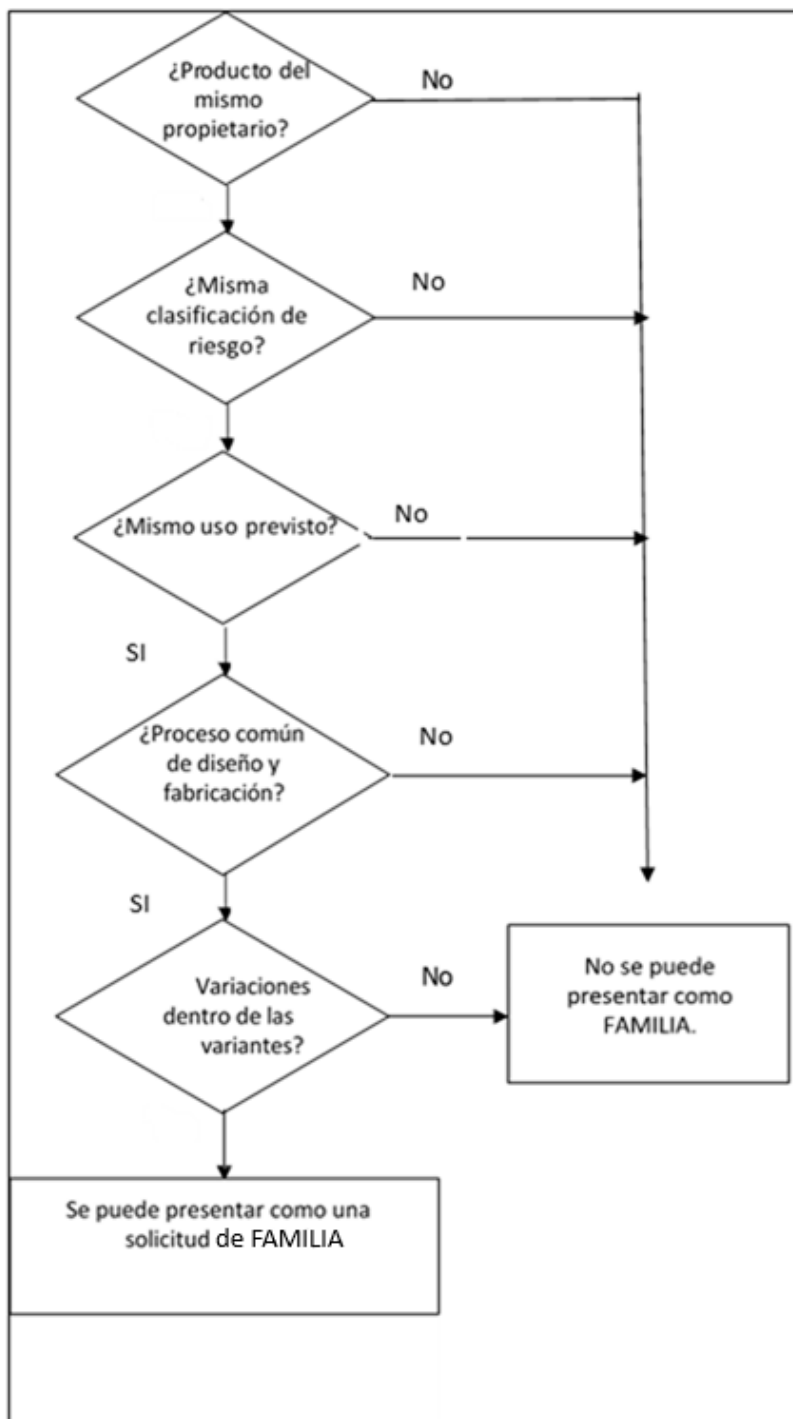 ¿Producto del
mismo
propietario?
No
¿Misma
clasificación de
riesgo?
No
¿Mismo uso previsto?
No
SI
¿Proceso común
de diseño y
fabricación?
No
SI
Variaciones
dentro de las
variantes?
No
No se puede
presentar como
FAMILIA.
Se puede presentar como una
solicitud de FAMILIA